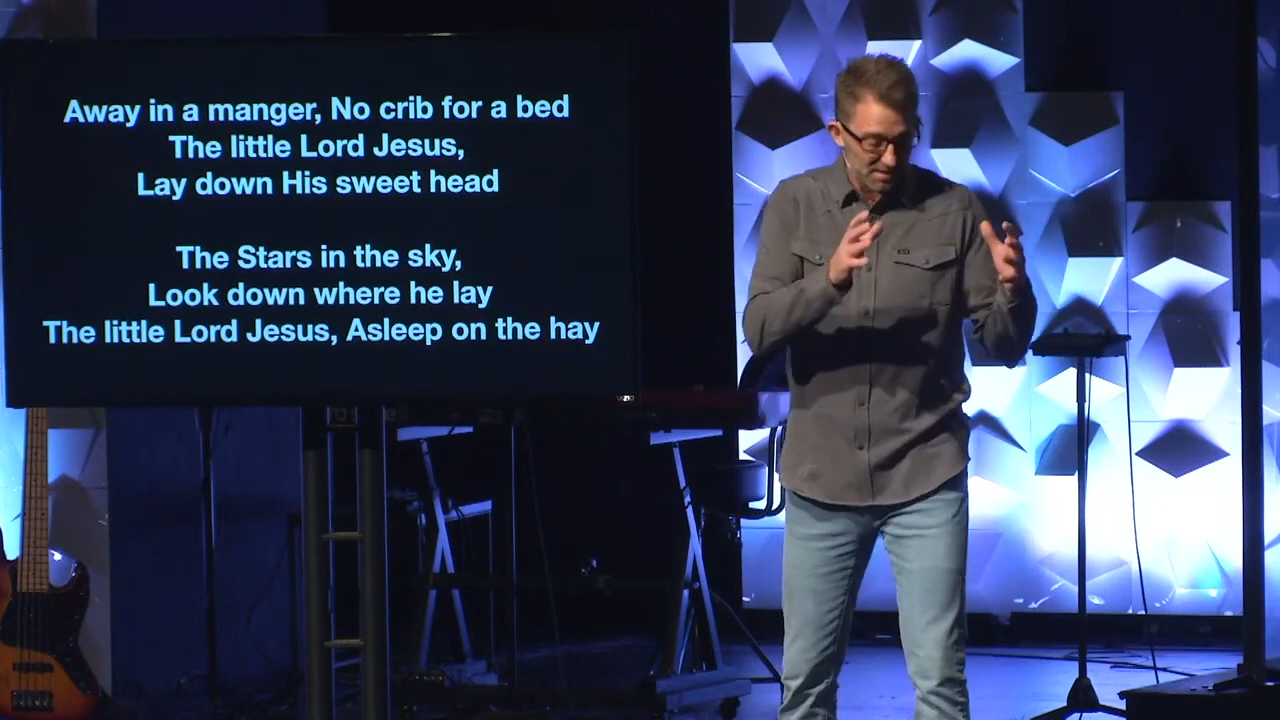 Away in a manger, No crib for a bed
The little Lord Jesus,
Lay down His sweet head
The Stars in the sky,
Look down where he lay
The little Lord Jesus, Asleep on the hay
VIZIO